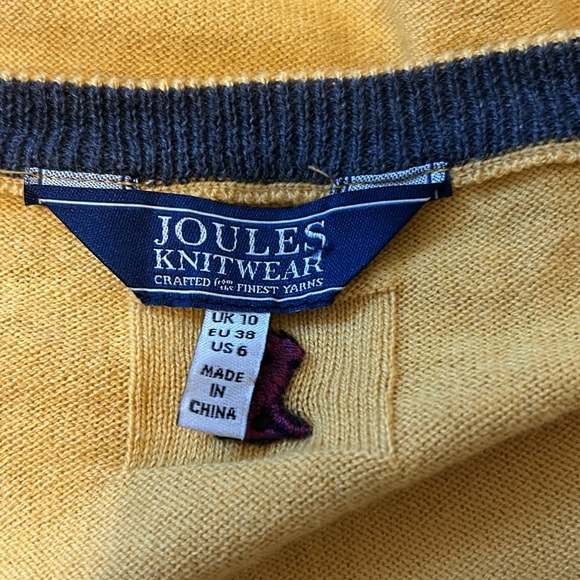 JOULES
KNITWEAR
CRAFTED from the FINEST YARNS
UK 10
EU 38
US 6
MADE
IN
CHINA